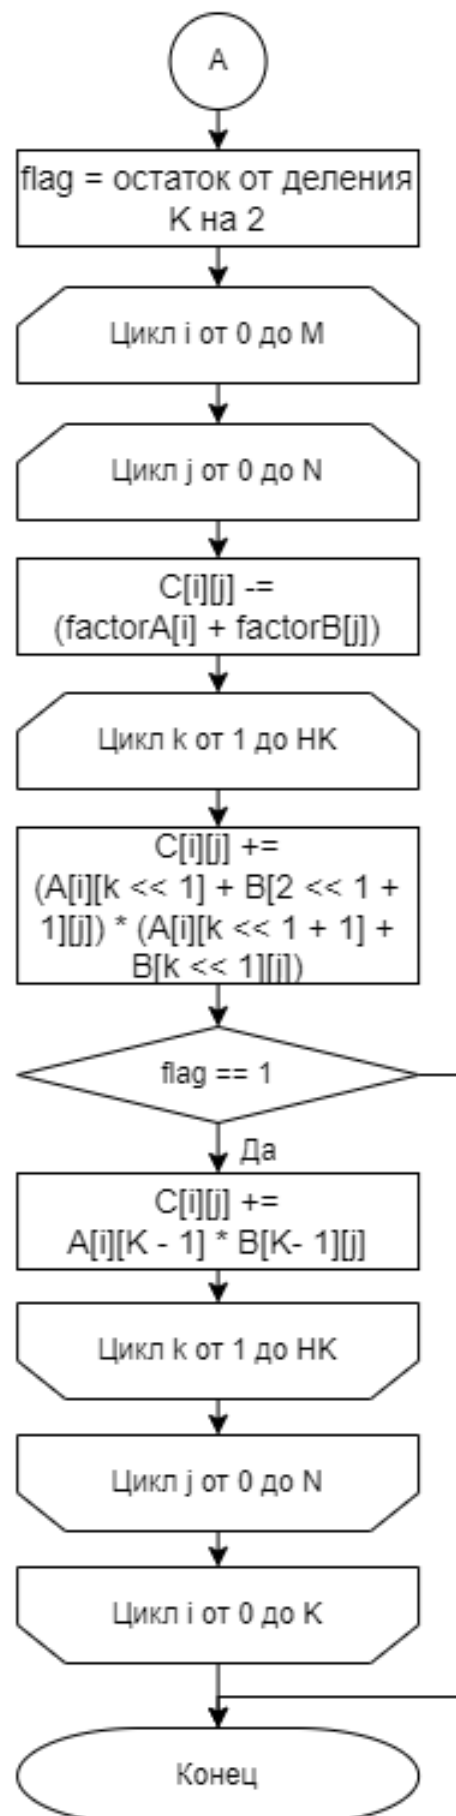 A
flag = остаток от деления
K на 2
Цикл i от 0 до M
Цикл j от 0 до N
C[i][j] -=
(factorA[i] + factorB[j])
Цикл k от 1 до HK
C[i][j] +=
(A[i][k << 1] + B[2 << 1 +
1][j]) * (A[i][k << 1 + 1] +
B[k << 1][j])
flag == 1
Да
C[i][j] +=
A[i][K - 1] * B[K- 1][j]
Цикл k от 1 до HK
Цикл j от 0 до N
Цикл i от 0 до K
Конец